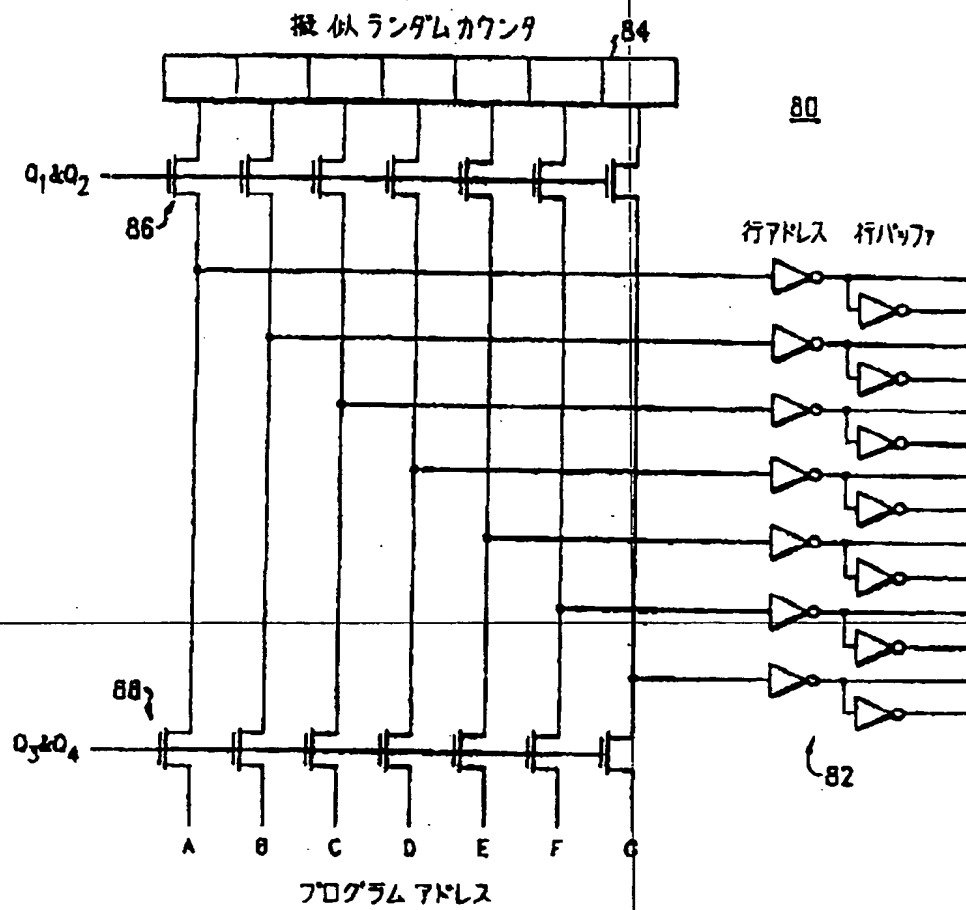 擬似ランダムカウンタ
84
80
Q1&Q2
86
行アドレス 行バッファ
88
Q3&Q4
82
A B C D E F G
プログラムアドレス